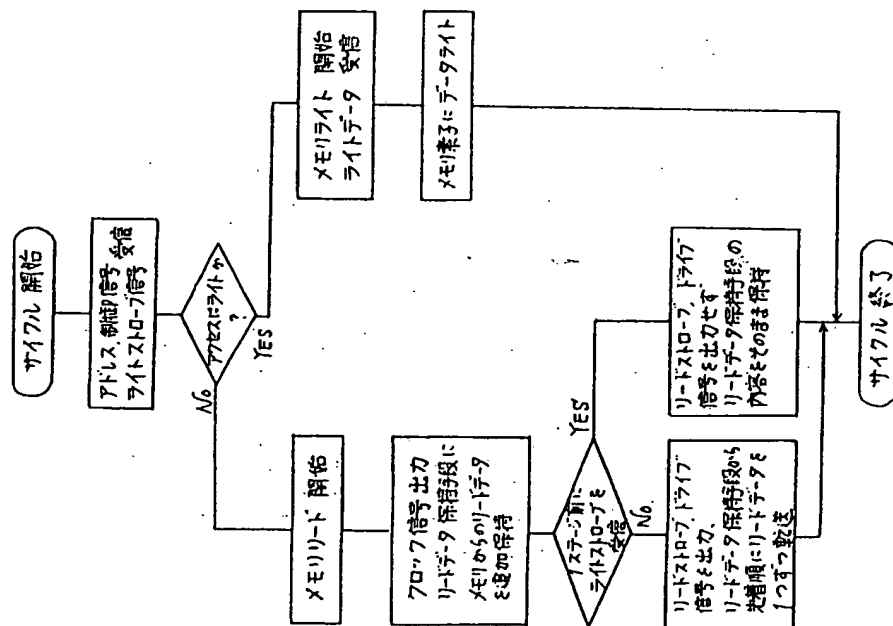 サイクル 開始
アドレス,制御信号
ライトストローブ信号 受信
アクセスはライトか
?
No
YES
メモリリード 開始
メモリライト 開始
ライトデータ 受信
クロック信号出力
リードデータ保持手段に
メモリからのリードデータ
を追加保持
メモリ素子にデータライト
1ステージ前に
ライトストローブを
受信
YES
No
リードストローブ,ドライブ
信号を出力、
リードデータ保持手段から
先着順にリードデータを
1つずつ転送
リードストローブ,ドライブ
信号を出力せず
リードデータ保持手段の
内容をそのまま保持
サイクル 終了